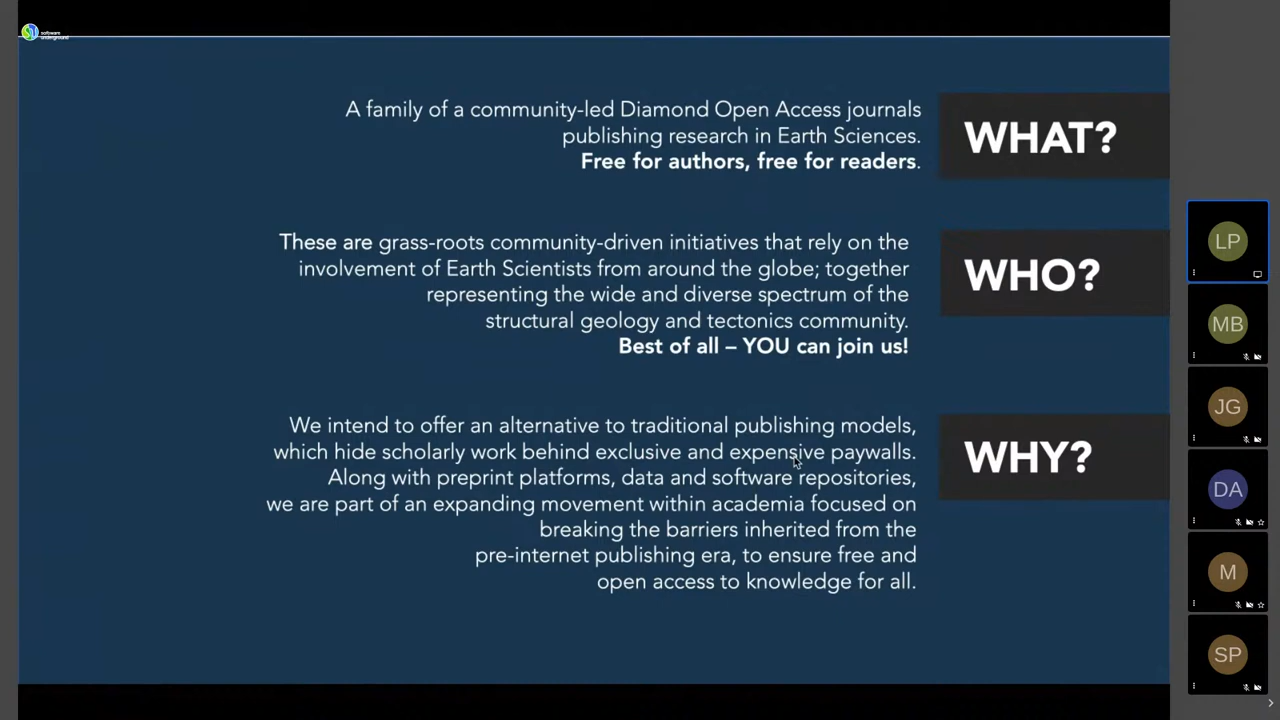 software
underground
A family of a community-led Diamond Open Access journals
publishing research in Earth Sciences.
Free for authors, free for readers.
WHAT?
These are grass-roots community-driven initiatives that rely on the
involvement of Earth Scientists from around the globe; together
representing the wide and diverse spectrum of the
structural geology and tectonics community.
Best of all – YOU can join us!
WHO?
We intend to offer an alternative to traditional publishing models,
which hide scholarly work behind exclusive and expensive paywalls.
Along with preprint platforms, data and software repositories,
we are part of an expanding movement within academia focused on
breaking the barriers inherited from the
pre-internet publishing era, to ensure free and
open access to knowledge for all.
WHY?
LP
MB
JG
DA
M
SP